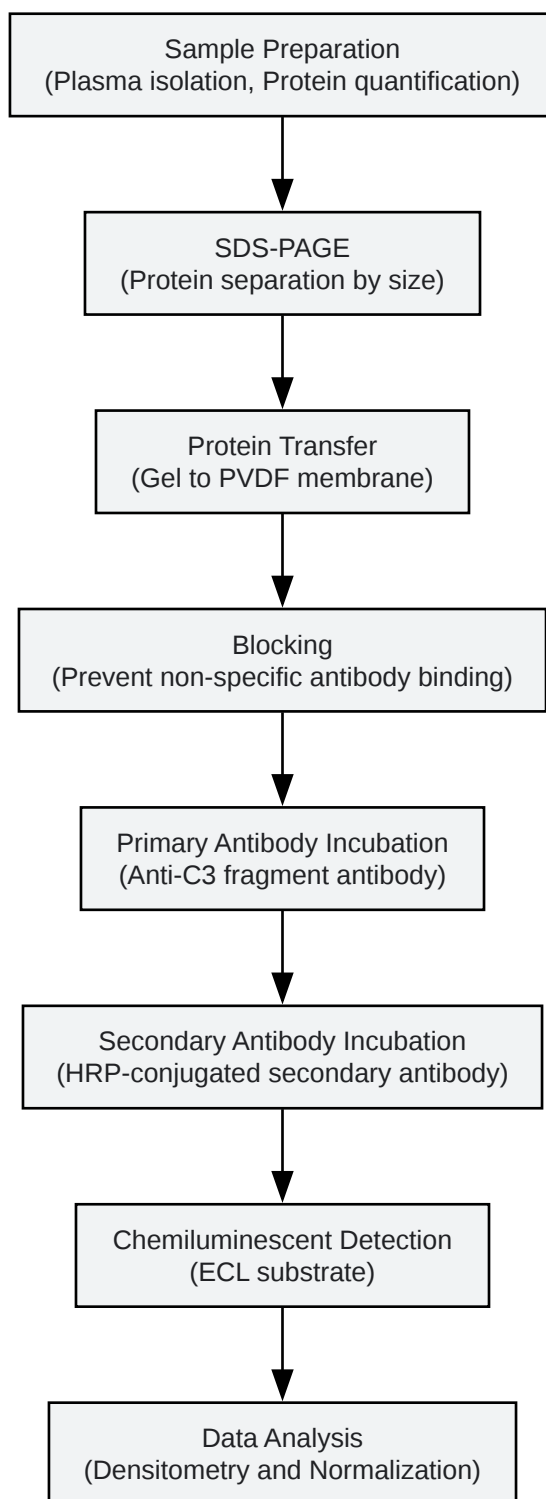 Sample Preparation
(Plasma isolation, Protein quantification)
SDS-PAGE
(Protein separation by size)
Protein Transfer
(Gel to PVDF membrane)
Blocking
(Prevent non-specific antibody binding)
Primary Antibody Incubation
(Anti-C3 fragment antibody)
Secondary Antibody Incubation
(HRP-conjugated secondary antibody)
Chemiluminescent Detection
(ECL substrate)
Data Analysis
(Densitometry and Normalization)